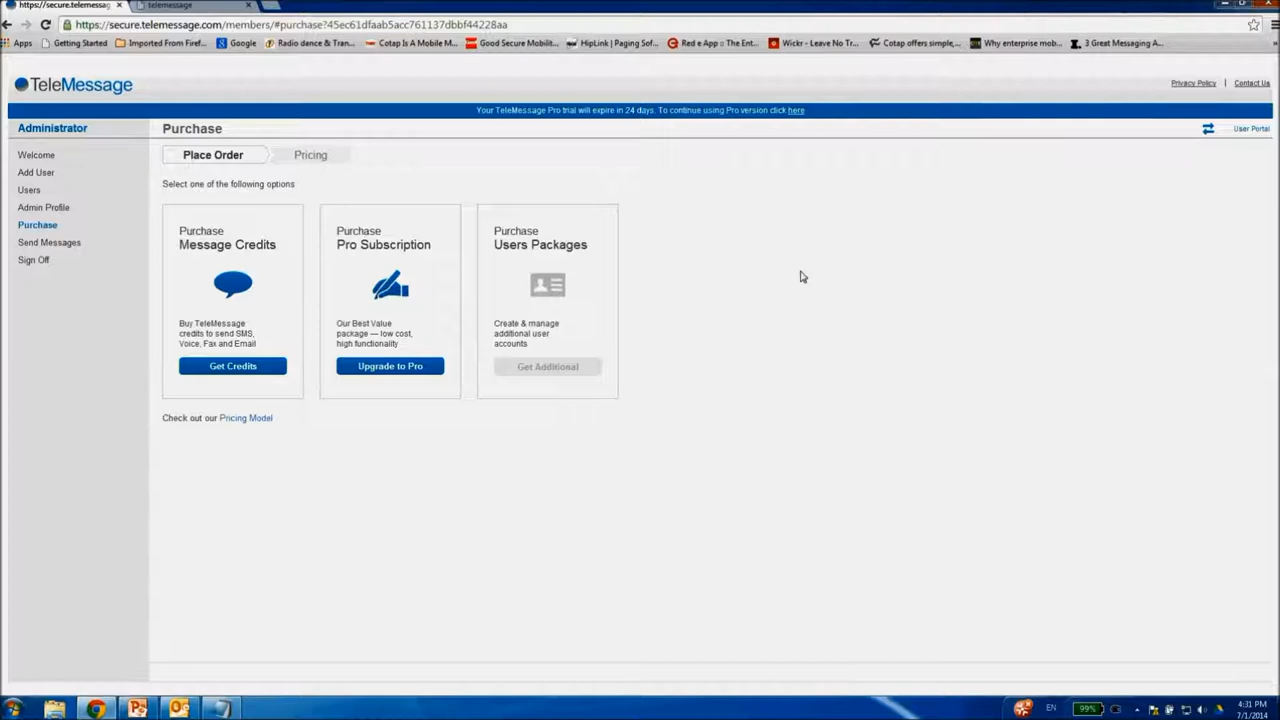 https://secure.telemessag
telemessage
https://secure.telemessage.com/members/#purchase?45ec61dfaab5acc761137dbbf44228aa
Apps Getting Started Imported From Firef... Google Radio dence & Tran... Cotap Is A Mobile M... Good Secure Mobilit... HipLink | Paging Sof... Red e App :: The Ent... Wickr - Leave No Tr... Cotap offers simple,... Why enterprise mob... 3 Great Messaging A...
TeleMessage
Privacy Policy | Contact Us
Your TeleMessage Pro trial will expire in 24 days. To continue using Pro version click here
Administrator
Purchase
User Portal
Welcome
Add User
Users
Admin Profile
Purchase
Send Messages
Sign Off
Place Order
Pricing
Select one of the following options
Purchase
Message Credits
Buy TeleMessage
credits to send SMS,
Voice, Fax and Email
Get Credits
Purchase
Pro Subscription
Our Best Value
package — low cost,
high functionality
Upgrade to Pro
Purchase
Users Packages
Create & manage
additional user
accounts
Get Additional
Check out our Pricing Model
EN
99%
4:31 PM
7/1/2014